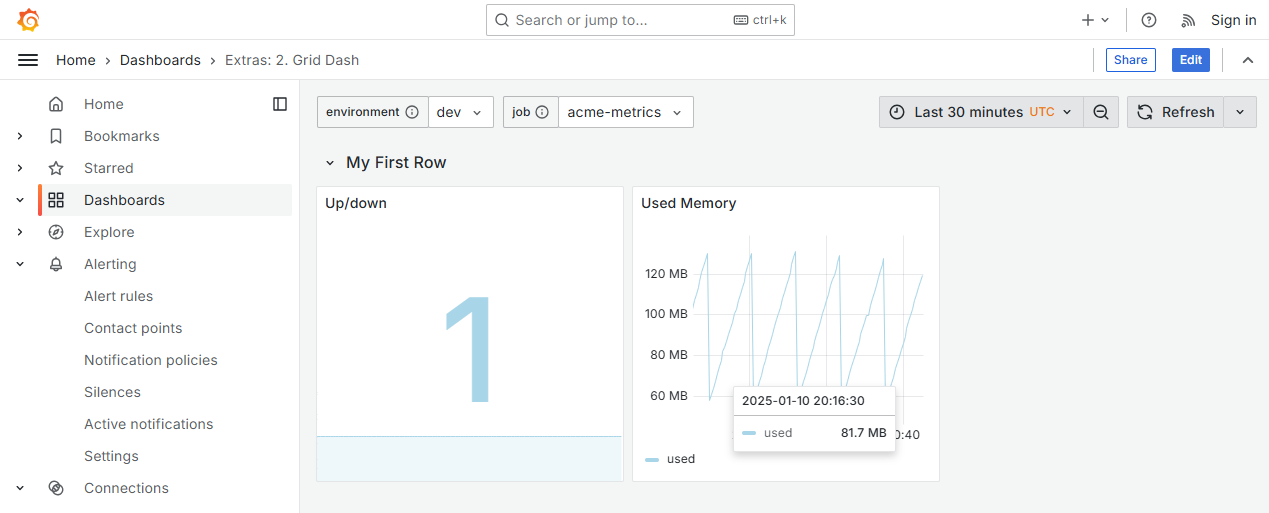 Search or jump to... ctrl+k Sign in
Home Dashboards Extras: 2. Grid Dash Share Edit
Home
Bookmarks
Starred
Dashboards
Explore
Alerting
Alert rules
Contact points
Notification policies
Silences
Active notifications
Settings
Connections
environment dev job acme-metrics Last 30 minutes UTC Refresh
My First Row
Up/down
1
Used Memory
120 MB
100 MB
80 MB
60 MB
2025-01-10 20:16:30
used 81.7 MB
0:40
used